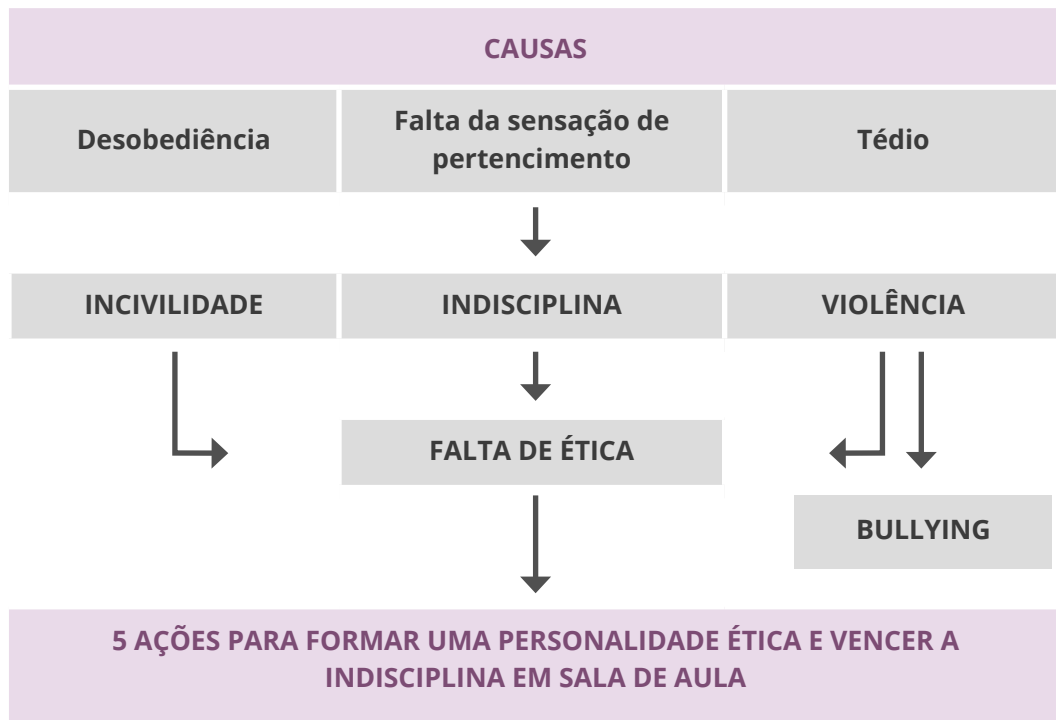 CAUSAS
Desobediência
Falta da sensação de
pertencimento
Tédio
INCIVILIDADE
INDISCIPLINA
VIOLÊNCIA
FALTA DE ÉTICA
BULLYING
5 AÇÕES PARA FORMAR UMA PERSONALIDADE ÉTICA E VENCER A
INDISCIPLINA EM SALA DE AULA